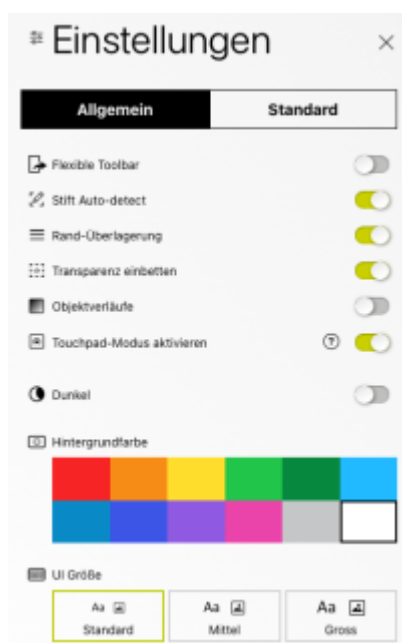 Einstellungen
Allgemein Standard
Flexible Toolbar
Stift Auto-detect
Rand-Überlagerung
Transparenz einbetten
Objektverläufe
Touchpad-Modus aktivieren ?
Dunkel
Hintergrundfarbe
UI Größe
Aa Aa Aa
Standard Mittel Gross